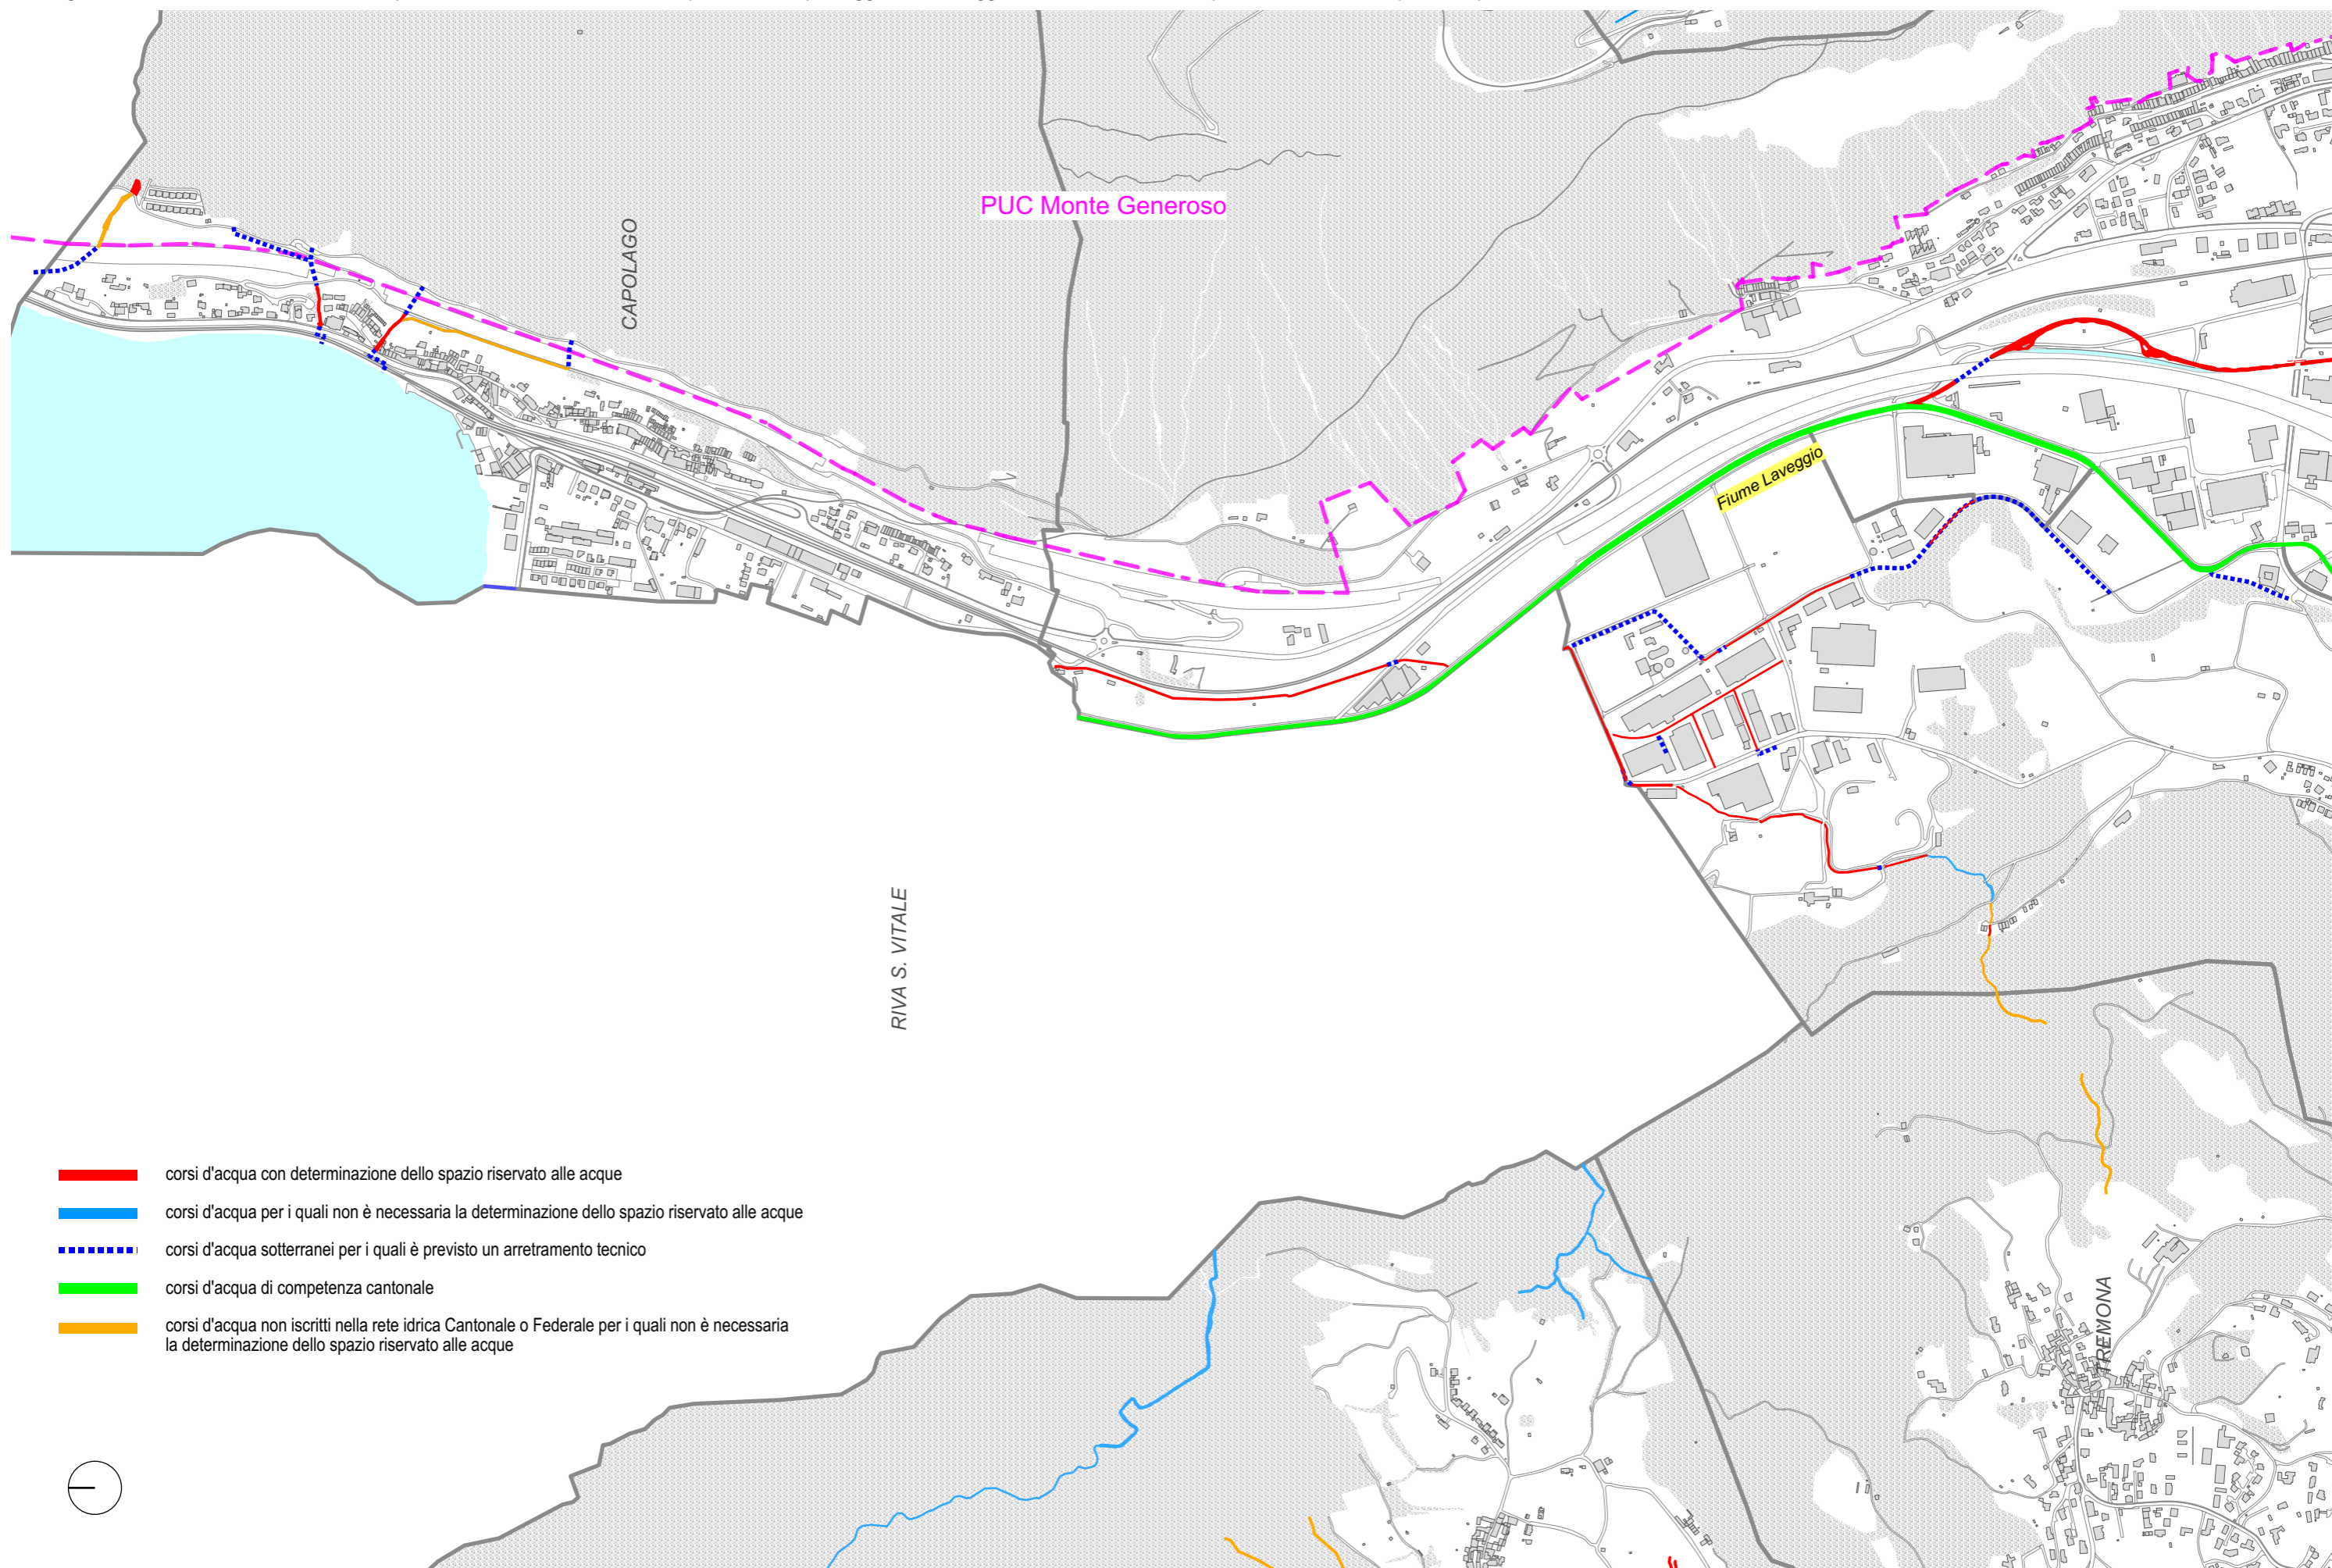 PUC Monte Generoso
CAPOLAGO
Fiume Laveggio
RIVA S. VITALE
TREMONA
corsi d'acqua con determinazione dello spazio riservato alle acque
corsi d'acqua per i quali non è necessaria la determinazione dello spazio riservato alle acque
corsi d'acqua sotterranei per i quali è previsto un arretramento tecnico
corsi d'acqua di competenza cantonale
corsi d'acqua non iscritti nella rete idrica Cantonale o Federale per i quali non è necessaria
la determinazione dello spazio riservato alle acque